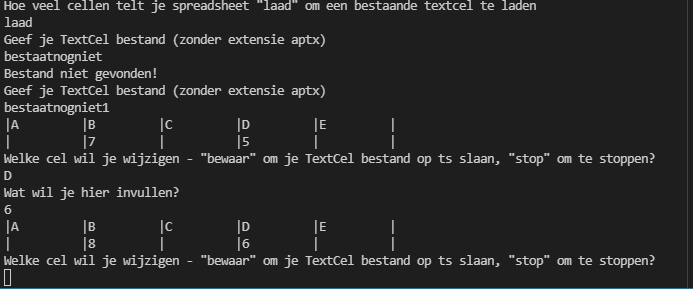 Hoe veel cellen telt je spreadsheet "laad" om een bestaande textcel te laden
laad
Geef je TextCel bestand (zonder extensie aptx)
bestaatnogniet
Bestand niet gevonden!
Geef je TextCel bestand (zonder extensie aptx)
bestaatnogniet1
|A |B |C |D |E |
| |7 | |5 | |
Welke cel wil je wijzigen - "bewaar" om je TextCel bestand op ts slaan, "stop" om te stoppen?
D
Wat wil je hier invullen?
6
|A |B |C |D |E |
| |8 | |6 | |
Welke cel wil je wijzigen - "bewaar" om je TextCel bestand op ts slaan, "stop" om te stoppen?